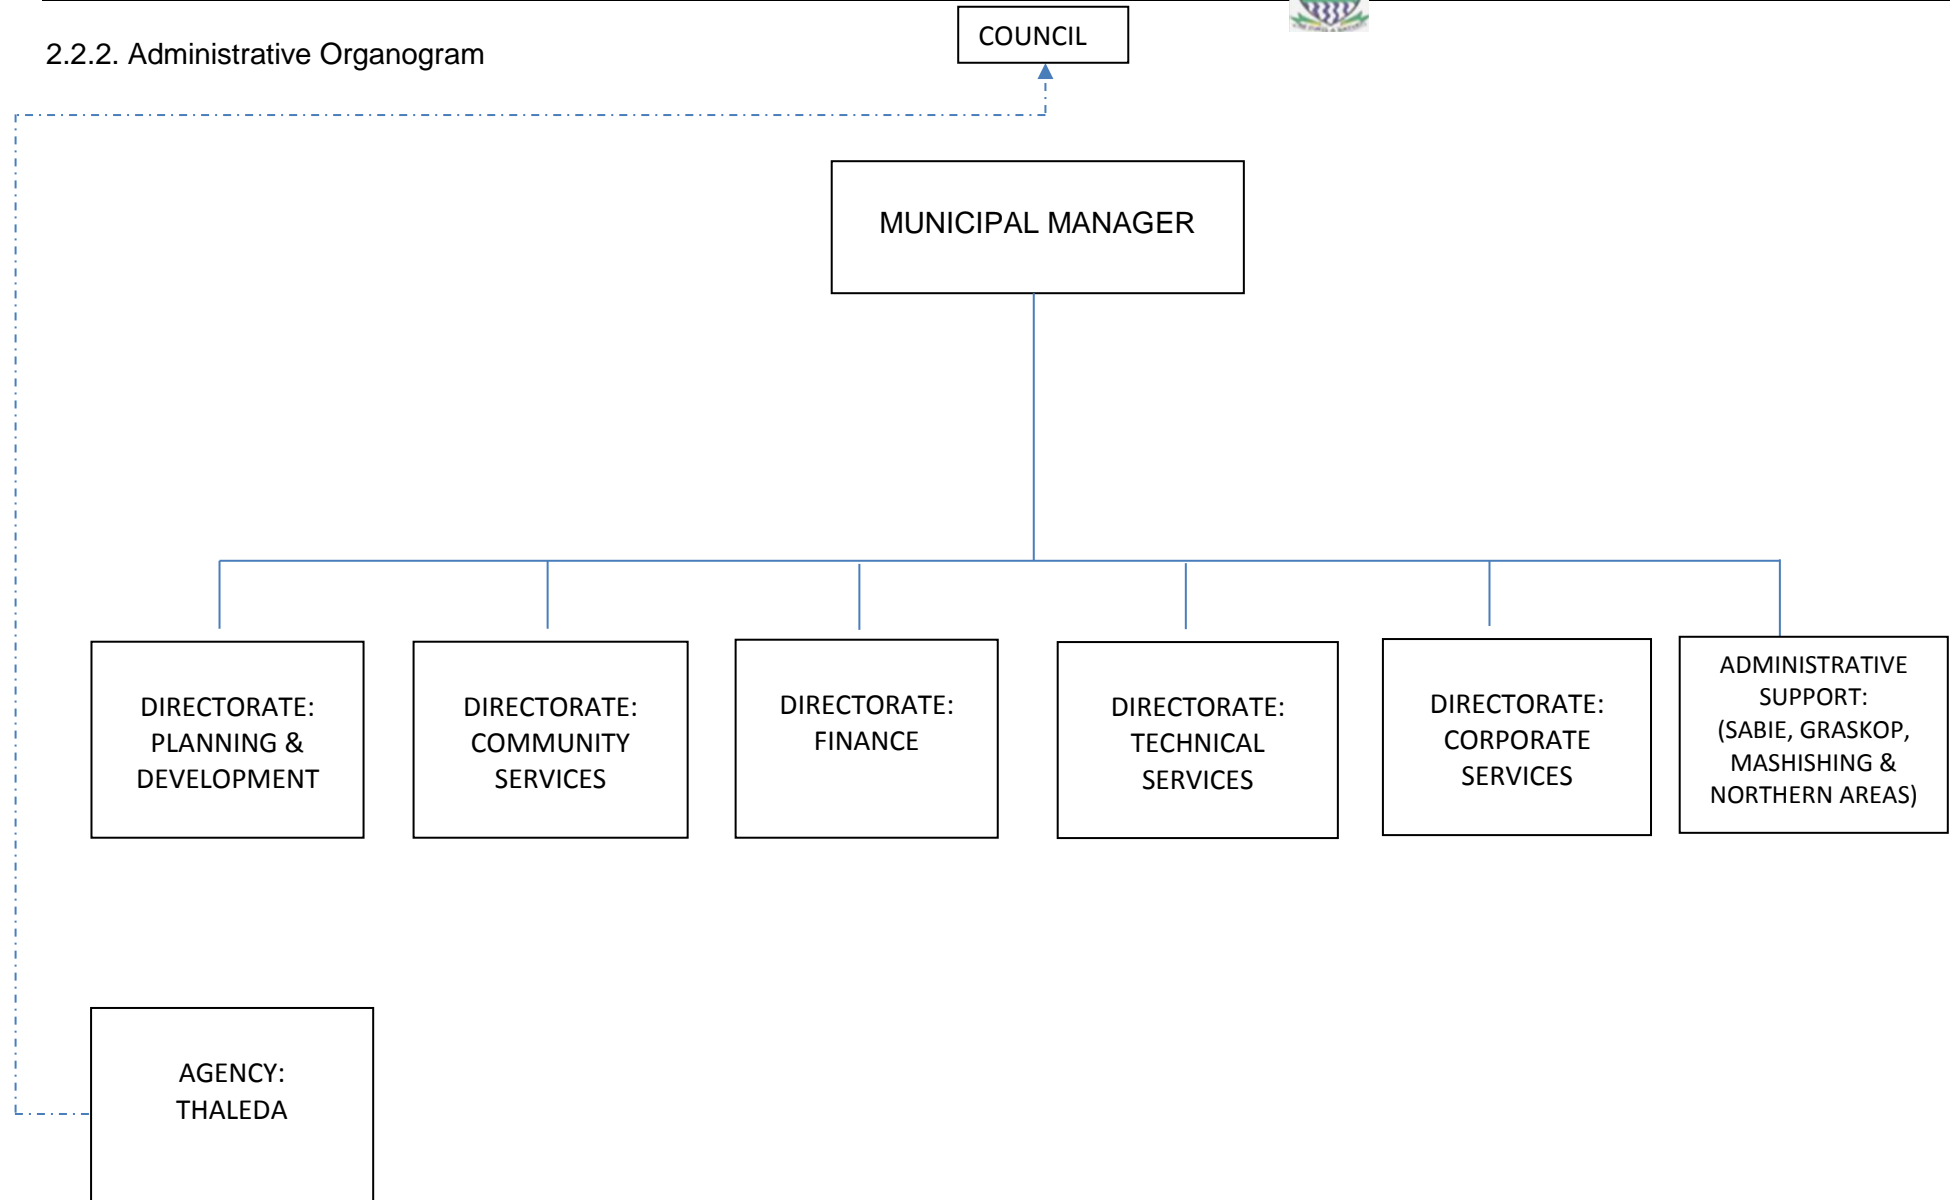 COUNCIL
2.2.2. Administrative Organogram
MUNICIPAL MANAGER
DIRECTORATE:
PLANNING &
DEVELOPMENT
DIRECTORATE:
COMMUNITY
SERVICES
DIRECTORATE:
FINANCE
DIRECTORATE:
TECHNICAL
SERVICES
DIRECTORATE:
CORPORATE
SERVICES
ADMINISTRATIVE
SUPPORT:
(SABIE, GRASKOP,
MASHISHING &
NORTHERN AREAS)
AGENCY:
THALEDA